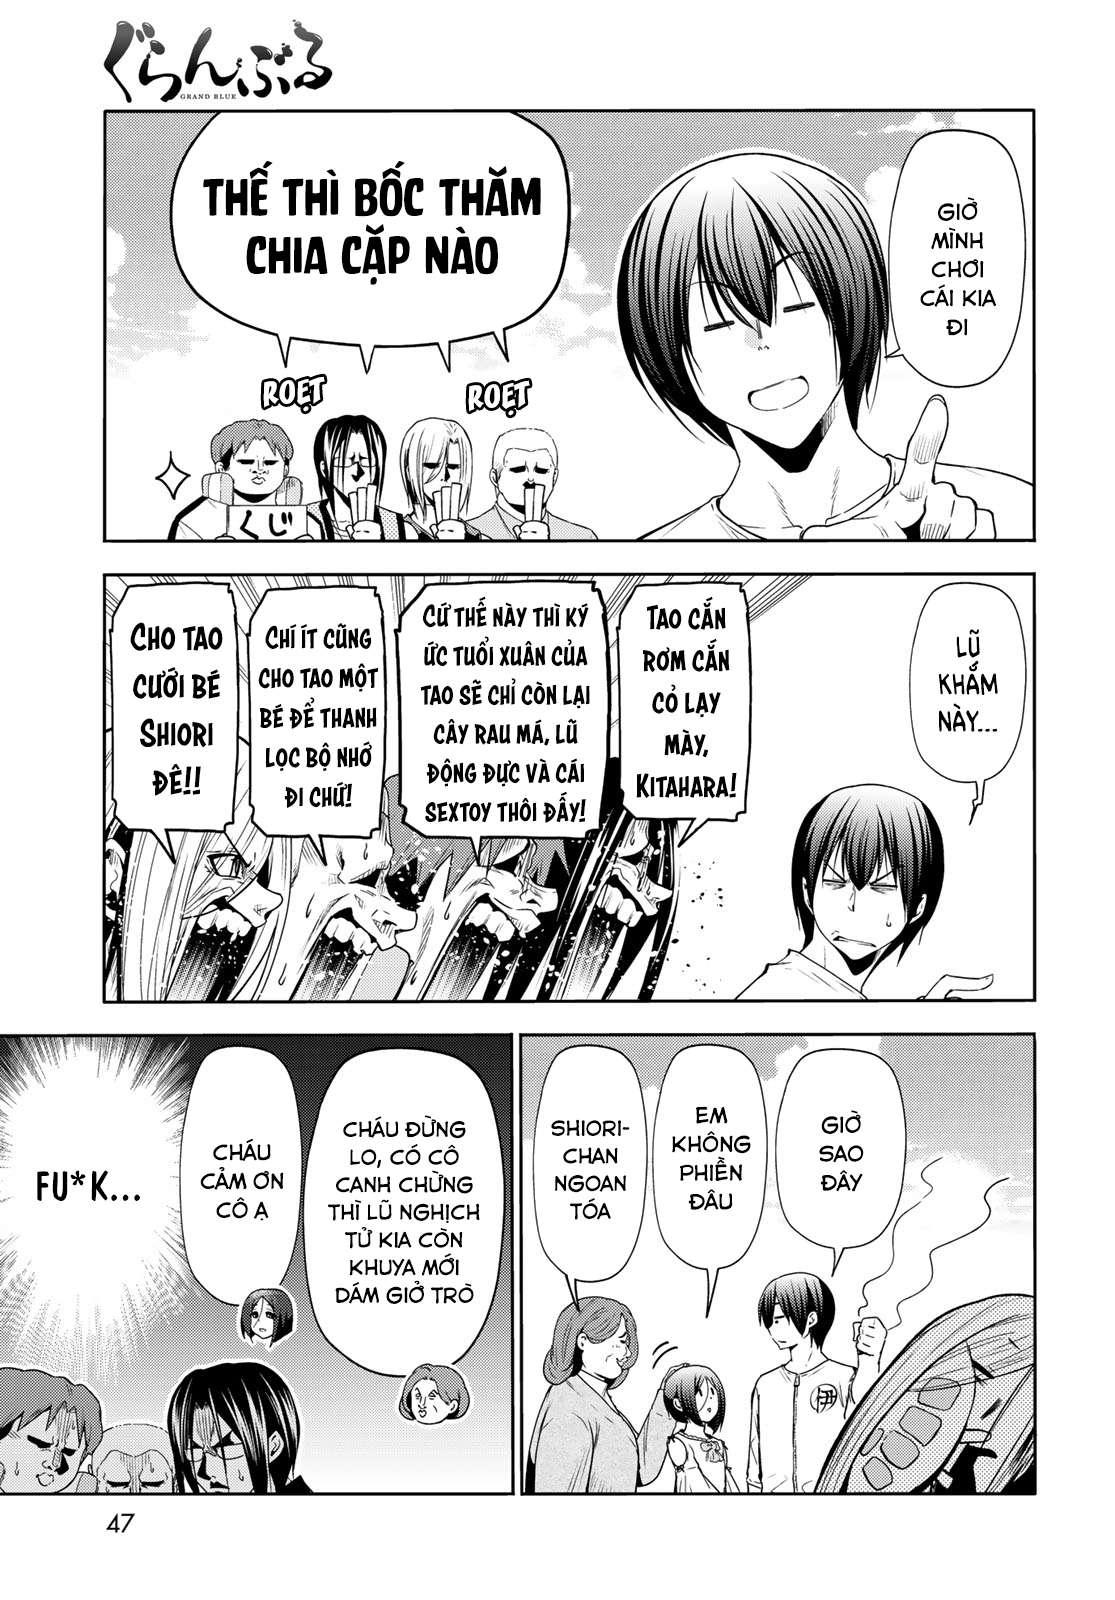 ぐらんぶる
GRAND BLUE
GIỜ
MÌNH
CHƠI
CÁI KIA
ĐI
THẾ THÌ BỐC THĂM
CHIA CẶP NÀO
ROẸT
ROẸT
くじ
LŨ
KHẮM
NÀY...
TAO CẮN
RƠM CẮN
CỎ LẠY
MÀY,
KITAHARA!
CỨ THẾ NÀY THÌ KÝ
ỨC TUỔI XUÂN CỦA
TAO SẼ CHỈ CÒN LẠI
CÂY RAU MÁ, LŨ
ĐỘNG ĐỰC VÀ CÁI
SEXTOY THÔI ĐẤY!
CHÍ ÍT CŨNG
CHO TAO MỘT
BÉ ĐỂ THANH
LỌC BỘ NHỚ
ĐI CHỨ!
CHO TAO
CƯỚI BÉ
SHIORI
ĐÊ!!
GIỜ
SAO
ĐÂY
EM
KHÔNG
PHIỀN
ĐÂU
SHIORI-
CHAN
NGOAN
TÓA
伊
CHÁU ĐỪNG
LO, CÓ CÔ
CANH CHỪNG
THÌ LŨ NGHỊCH
TỬ KIA CÒN
KHUYA MỚI
DÁM GIỞ TRÒ
CHÁU
CẢM ƠN
CÔ Ạ
FU*K...
47